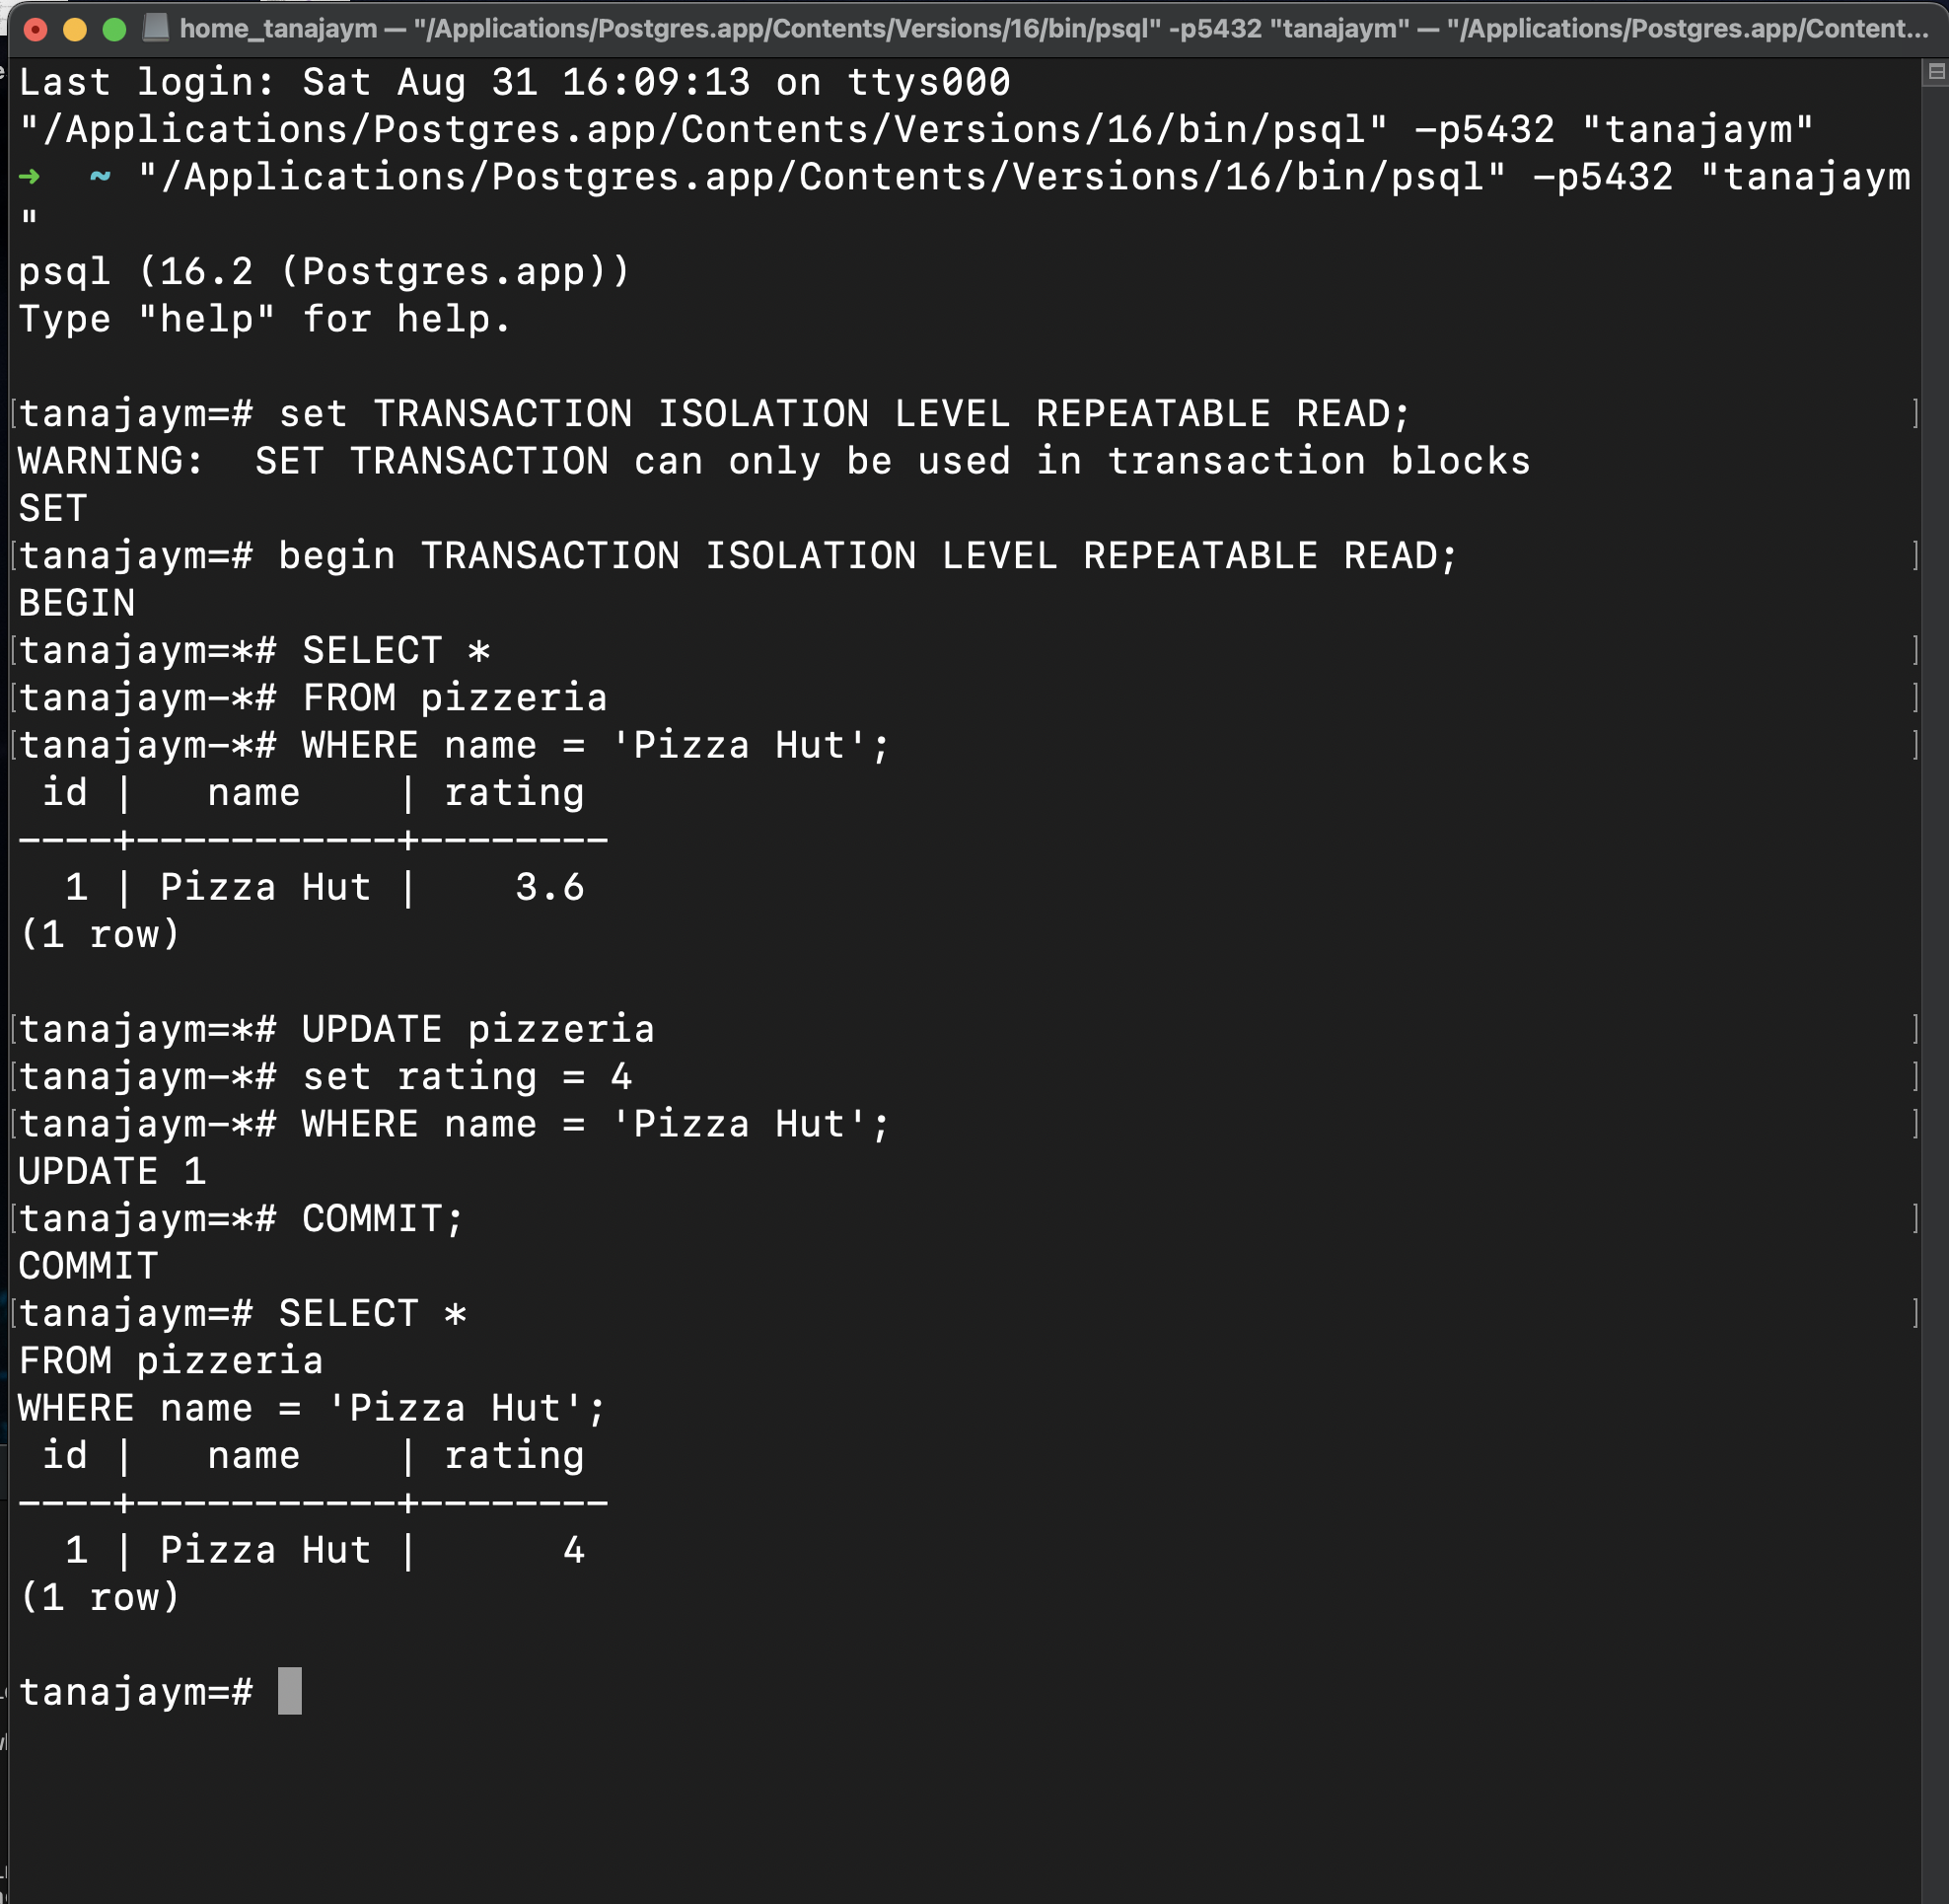 home_tanajaym — "/Applications/Postgres.app/Contents/Versions/16/bin/psql" -p5432 "tanajaym" — "/Applications/Postgres.app/Content...
Last login: Sat Aug 31 16:09:13 on ttys000
"/Applications/Postgres.app/Contents/Versions/16/bin/psql" -p5432 "tanajaym"
➜  ~ "/Applications/Postgres.app/Contents/Versions/16/bin/psql" -p5432 "tanajaym
"
psql (16.2 (Postgres.app))
Type "help" for help.
[tanajaym=# set TRANSACTION ISOLATION LEVEL REPEATABLE READ; ]
WARNING:  SET TRANSACTION can only be used in transaction blocks
SET
[tanajaym=# begin TRANSACTION ISOLATION LEVEL REPEATABLE READ; ]
BEGIN
[tanajaym=*# SELECT * ]
[tanajaym-*# FROM pizzeria ]
[tanajaym-*# WHERE name = 'Pizza Hut'; ]
 id |   name    | rating
----+-----------+--------
  1 | Pizza Hut |    3.6
(1 row)
[tanajaym=*# UPDATE pizzeria ]
[tanajaym-*# set rating = 4 ]
[tanajaym-*# WHERE name = 'Pizza Hut'; ]
UPDATE 1
[tanajaym=*# COMMIT; ]
COMMIT
[tanajaym=# SELECT * ]
FROM pizzeria
WHERE name = 'Pizza Hut';
 id |   name    | rating
----+-----------+--------
  1 | Pizza Hut |      4
(1 row)
tanajaym=#